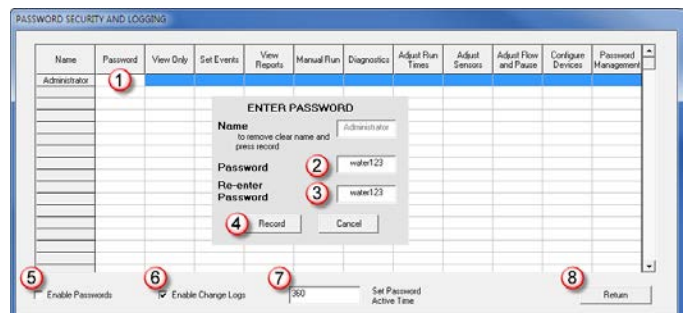 PASSWORD SECURITY AND LOGGING
Name Password View Only Set Events View Reports Manual Run Diagnostics Adjust Run Times Adjust Sensors Adjust Flow and Pause Configure Devices Password Management
Administrator
1
ENTER PASSWORD
Name Administrator
to remove clear name and
press record
Password 2 water123
Re-enter
Password 3 water123
4 Record Cancel
5 6 7 8
Enable Passwords Enable Change Logs 360 Set Password Active Time Return